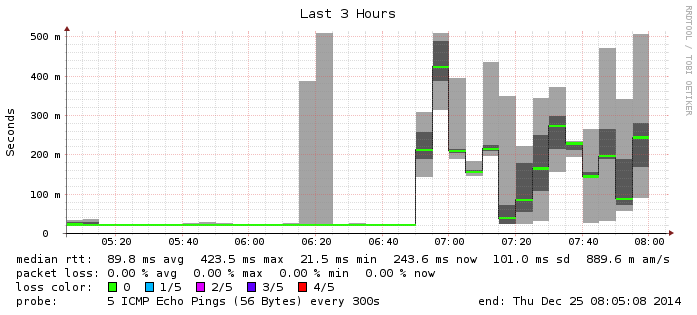 Last 3 Hours
RRDTOOL / TOBI OETIKER
Seconds
500 m
400 m
300 m
200 m
100 m
0
05:20 05:40 06:00 06:20 06:40 07:00 07:20 07:40 08:00
median rtt: 89.8 ms avg 423.5 ms max 21.5 ms min 243.6 ms now 101.0 ms sd 889.6 m am/s
packet loss: 0.00 % avg 0.00 % max 0.00 % min 0.00 % now
loss color: 0 1/5 2/5 3/5 4/5
probe: 5 ICMP Echo Pings (56 Bytes) every 300s end: Thu Dec 25 08:05:08 2014